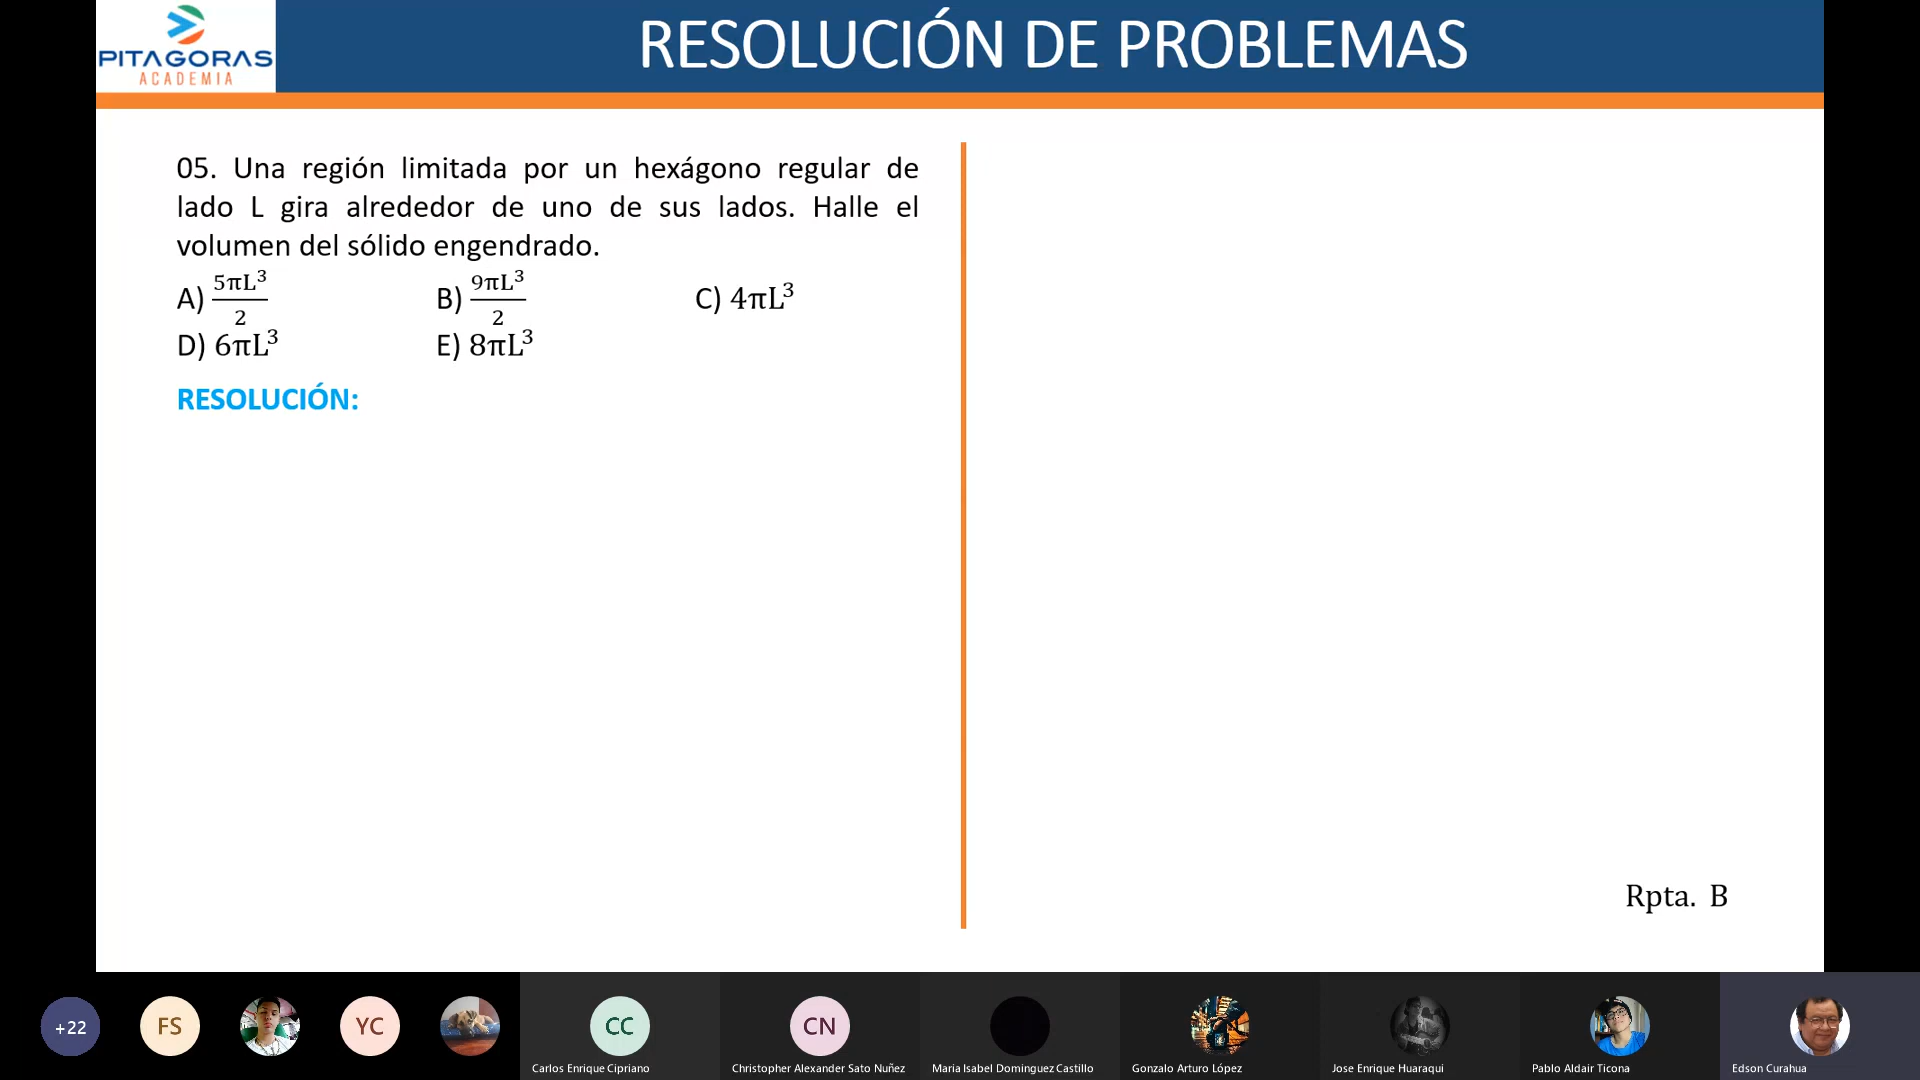 PITAGORAS
ACADEMIA
RESOLUCIÓN DE PROBLEMAS
05. Una región limitada por un hexágono regular de
lado L gira alrededor de uno de sus lados. Halle el
volumen del sólido engendrado.
A) 5πL³/2 B) 9πL³/2 C) 4πL³
D) 6πL³ E) 8πL³
RESOLUCIÓN:
Rpta. B
+22 FS YC CC CN
Carlos Enrique Cipriano Christopher Alexander Sato Nuñez Maria Isabel Dominguez Castillo Gonzalo Arturo López Jose Enrique Huaraqui Pablo Aldair Ticona Edson Curahua